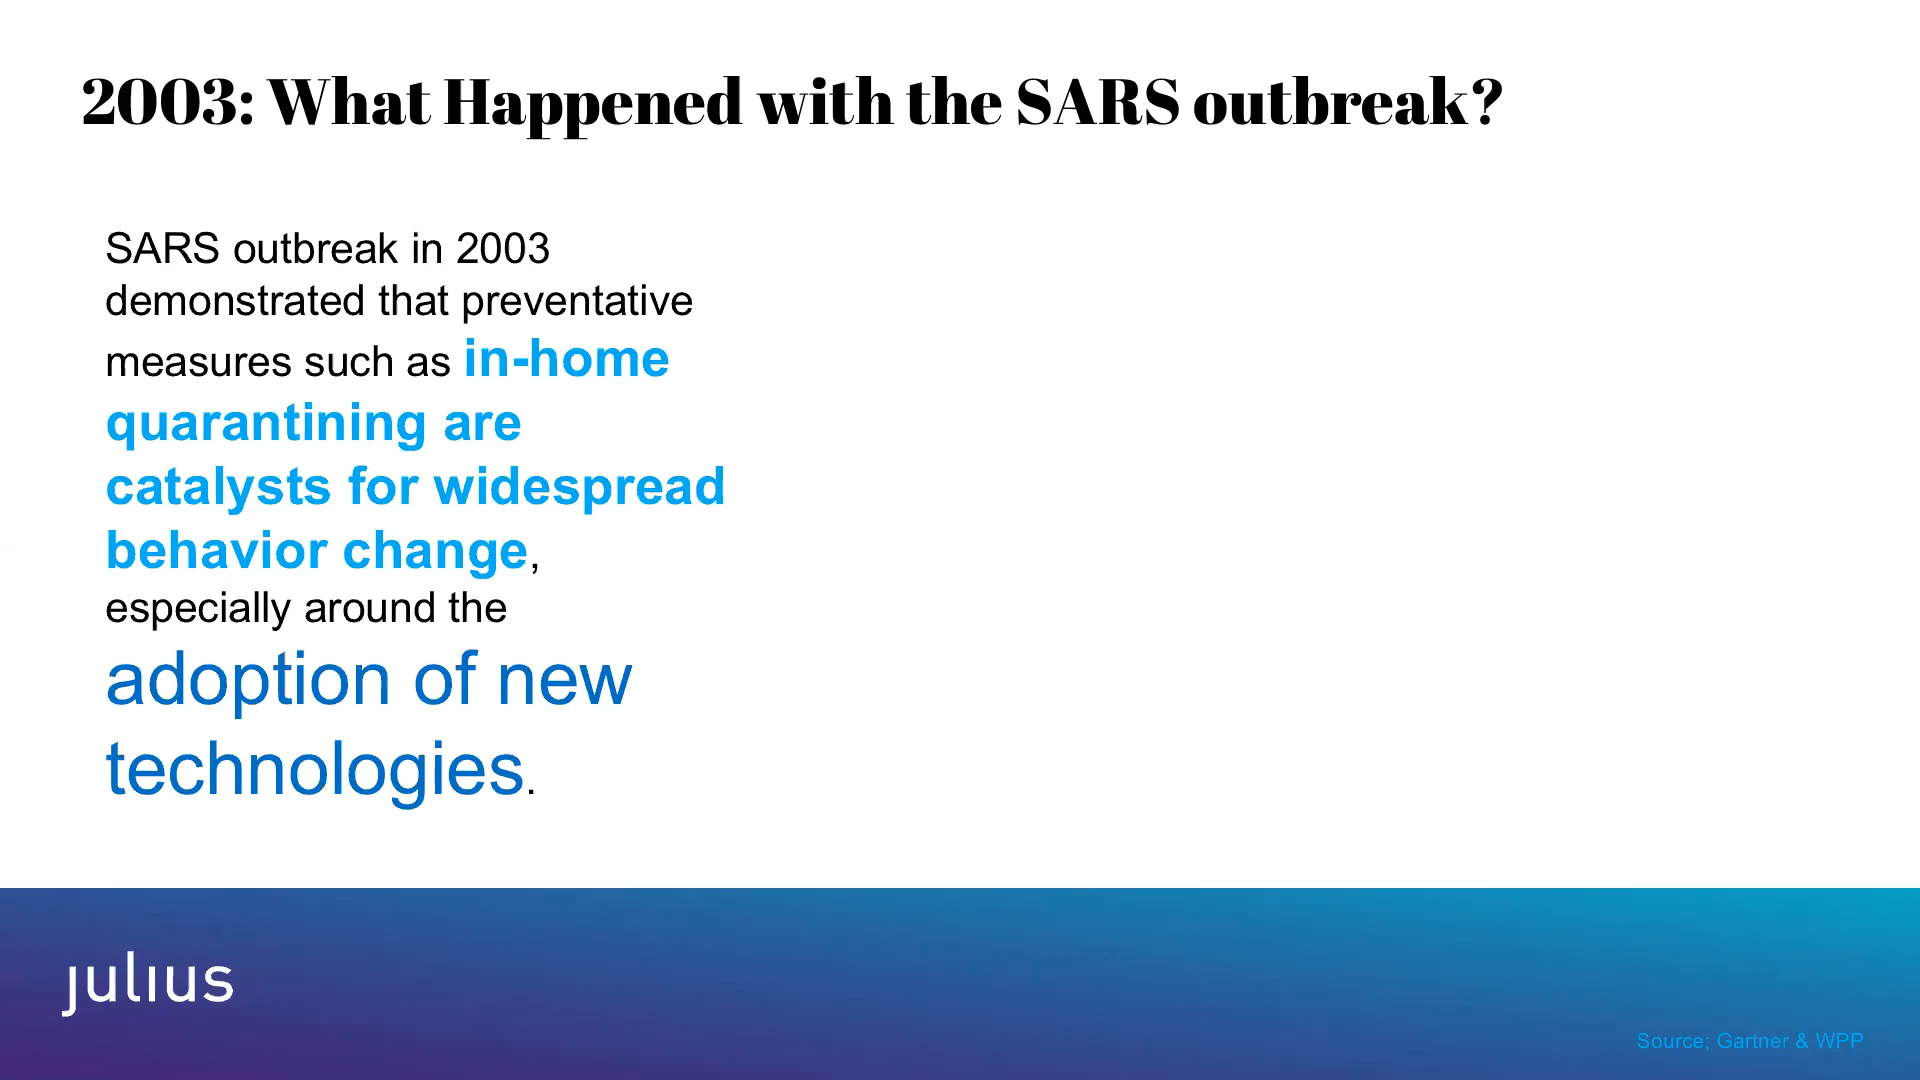 2003: What Happened with the SARS outbreak?
SARS outbreak in 2003
demonstrated that preventative
measures such as in-home
quarantining are
catalysts for widespread
behavior change,
especially around the
adoption of new
technologies.
julius
Source; Gartner & WPP